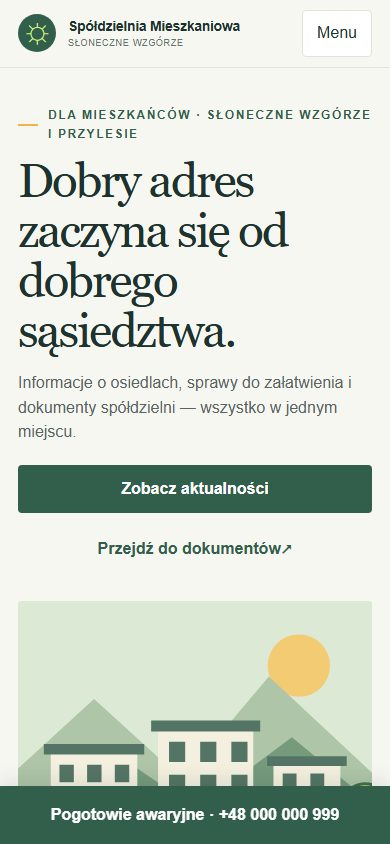 Spółdzielnia Mieszkaniowa
SŁONECZNE WZGÓRZE
Menu
DLA MIESZKAŃCÓW · SŁONECZNE WZGÓRZE
I PRZYLESIE
Dobry adres
zaczyna się od
dobrego
sąsiedztwa.
Informacje o osiedlach, sprawy do załatwienia i
dokumenty spółdzielni — wszystko w jednym
miejscu.
Zobacz aktualności
Przejdź do dokumentów↗
Pogotowie awaryjne · +48 000 000 999